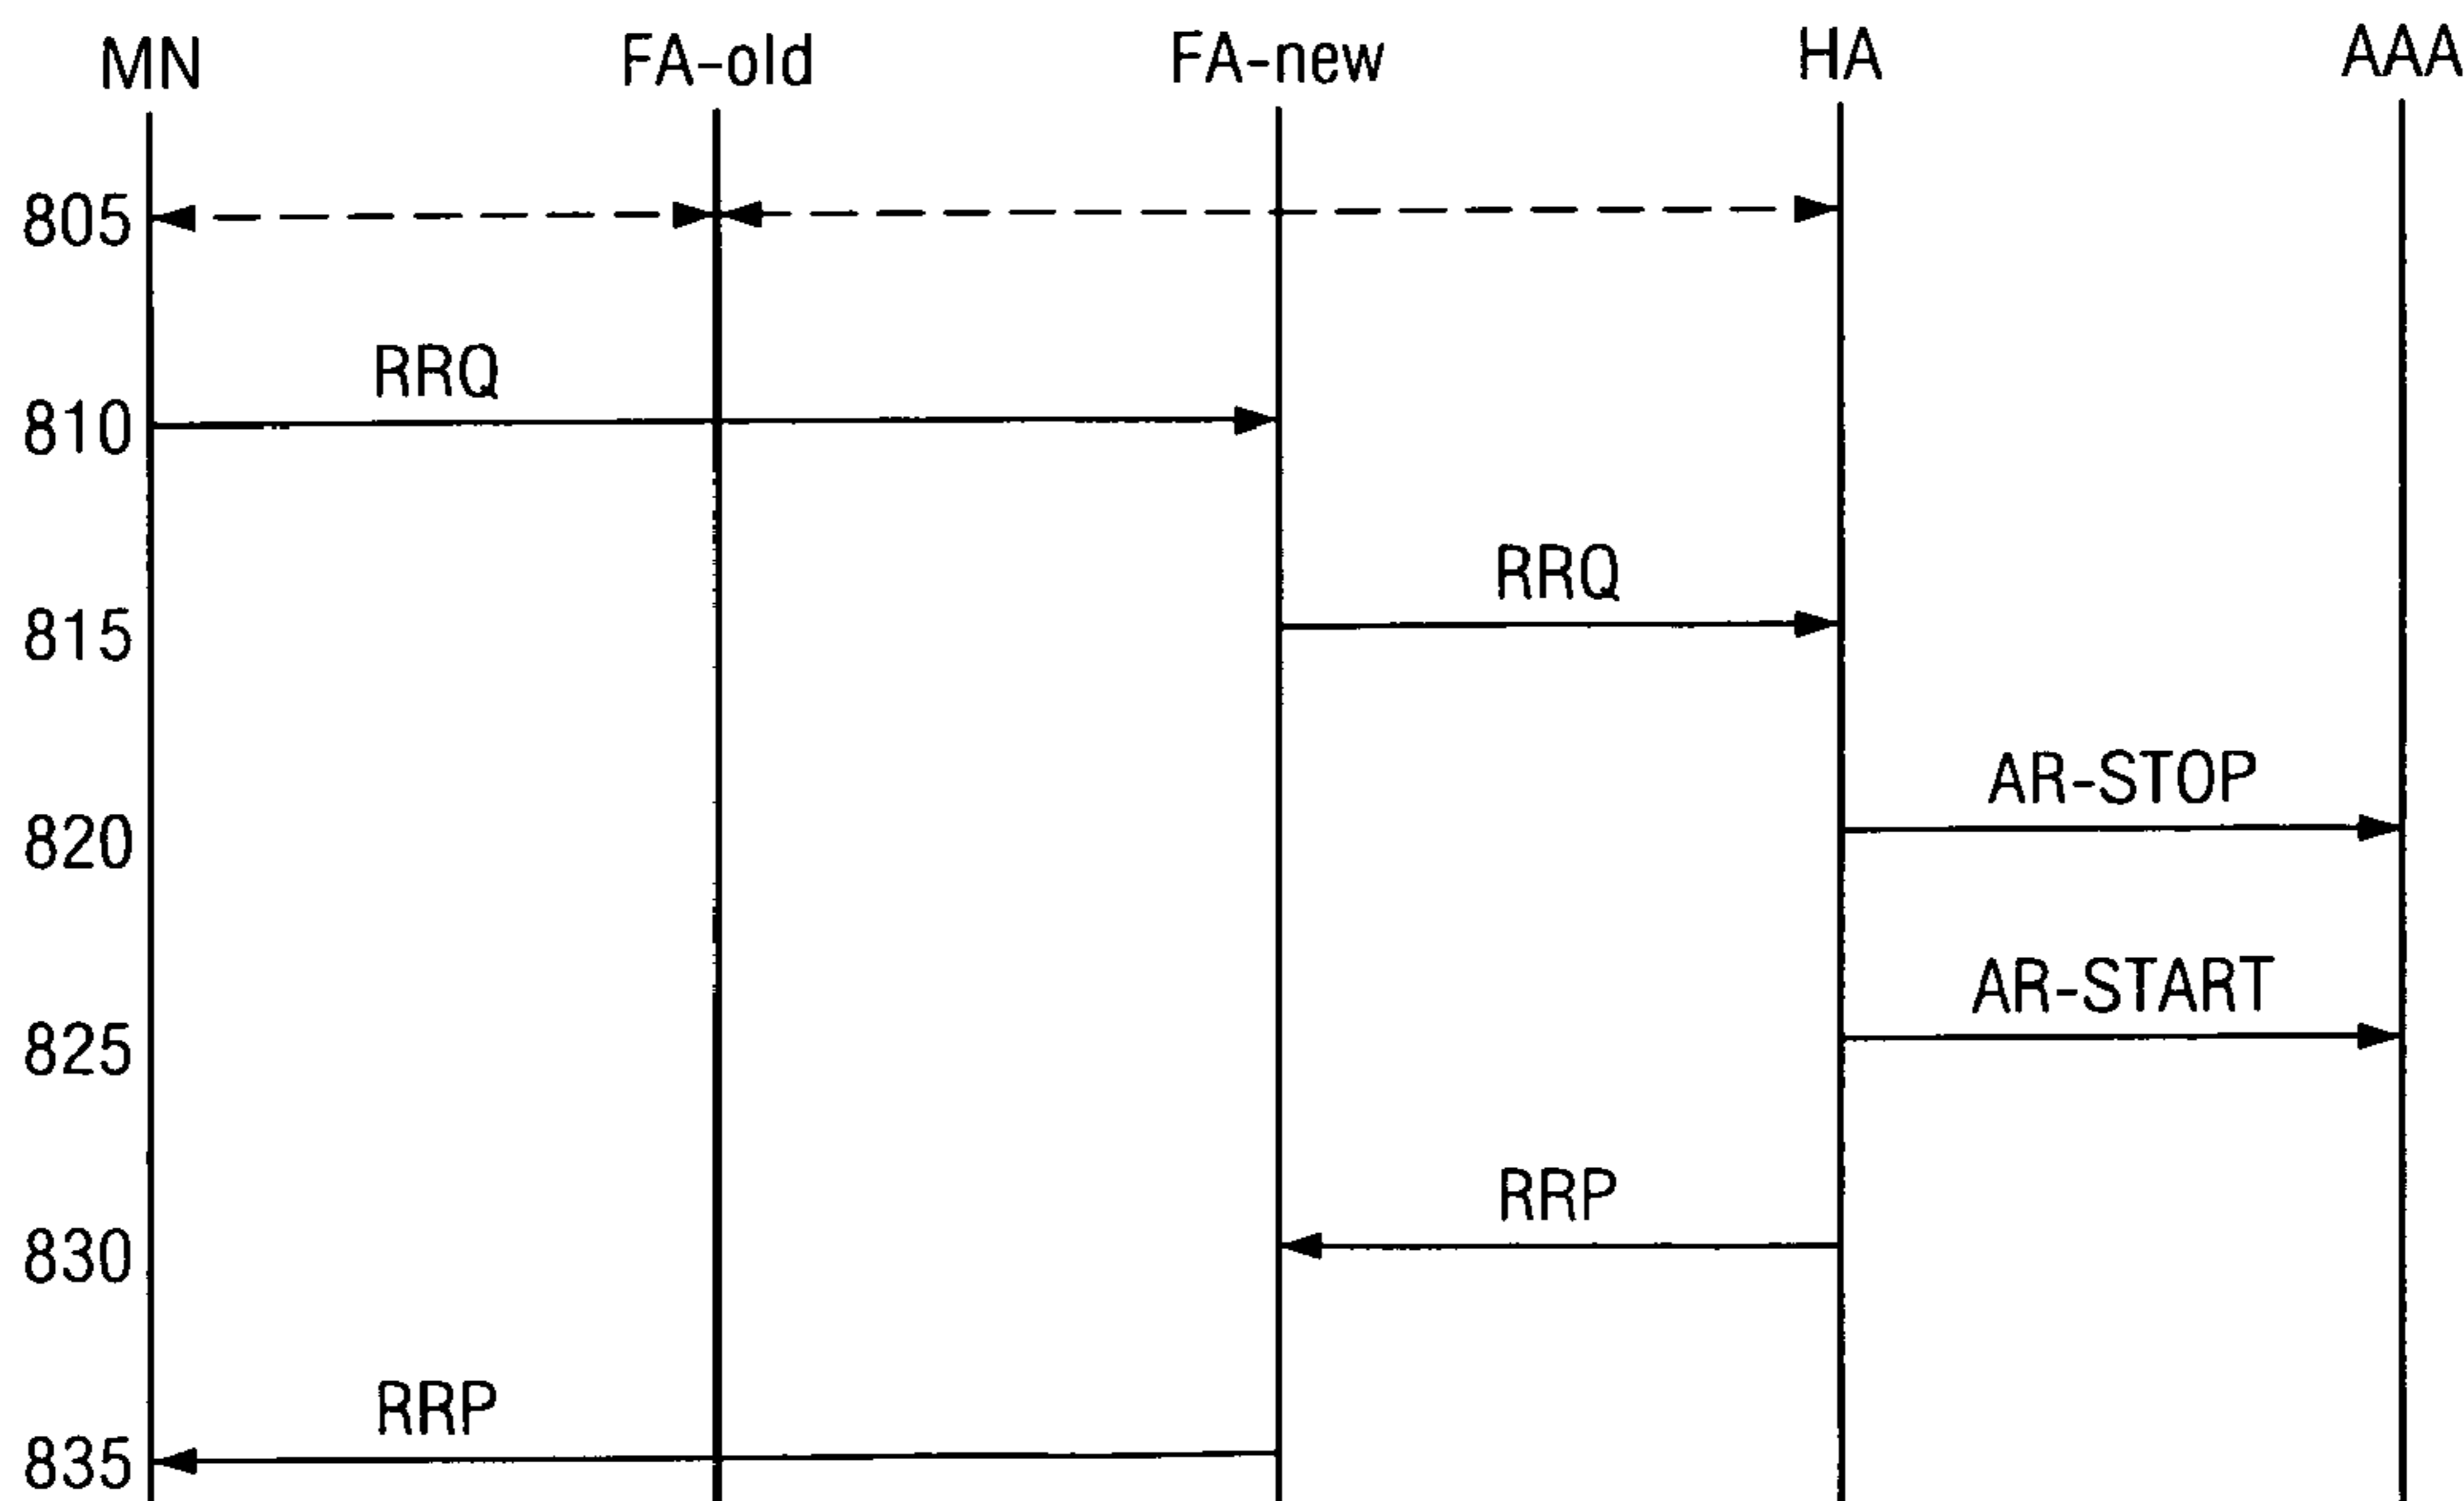 MN FA-old FA-new HA AAA
805
RRQ
810
RRQ
815
AR-STOP
820
AR-START
825
RRP
830
RRP
835